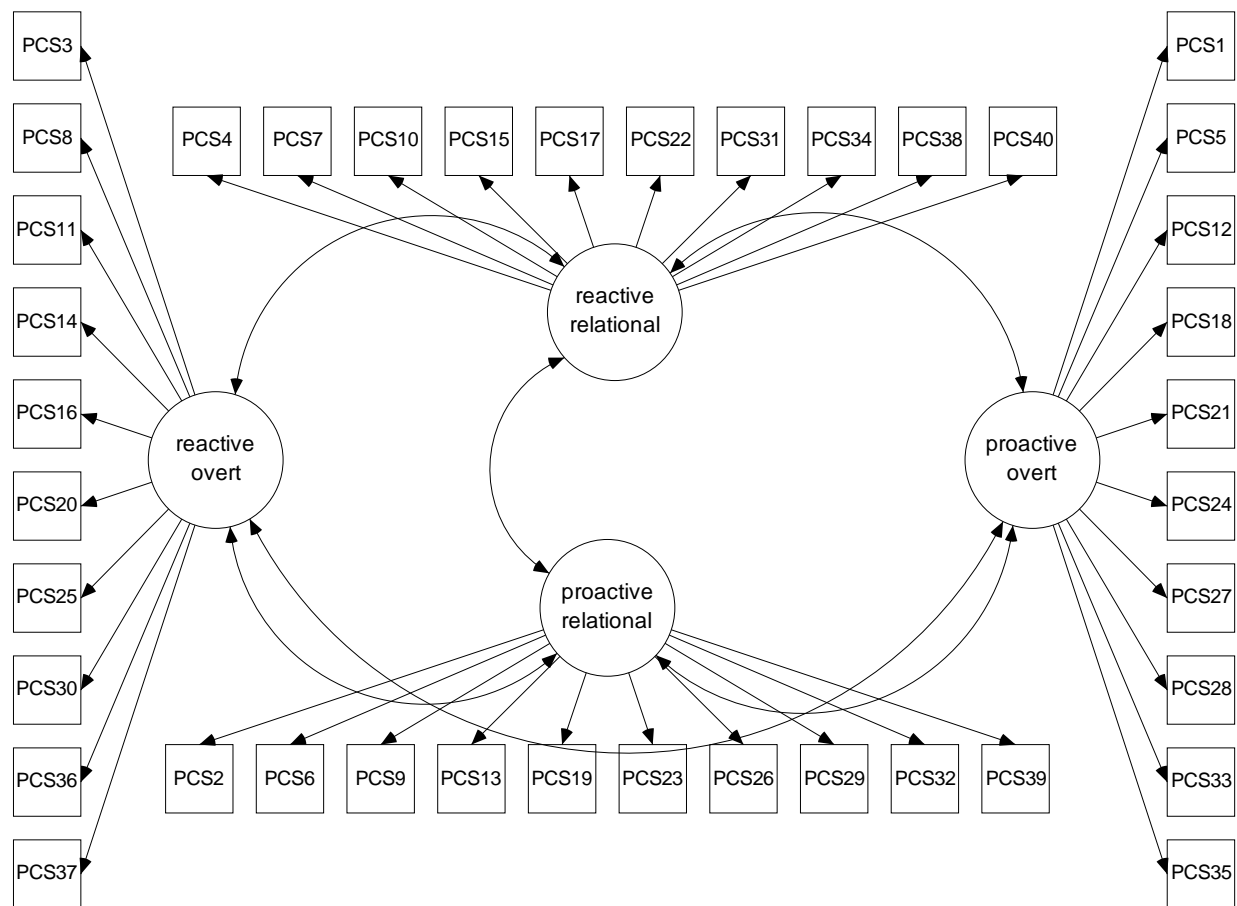 PCS3
PCS8
PCS11
PCS14
PCS16
PCS20
PCS25
PCS30
PCS36
PCS37
PCS4
PCS7
PCS10
PCS15
PCS17
PCS22
PCS31
PCS34
PCS38
PCS40
reactive
relational
reactive
overt
proactive
overt
proactive
relational
PCS2
PCS6
PCS9
PCS13
PCS19
PCS23
PCS26
PCS29
PCS32
PCS39
PCS1
PCS5
PCS12
PCS18
PCS21
PCS24
PCS27
PCS28
PCS33
PCS35